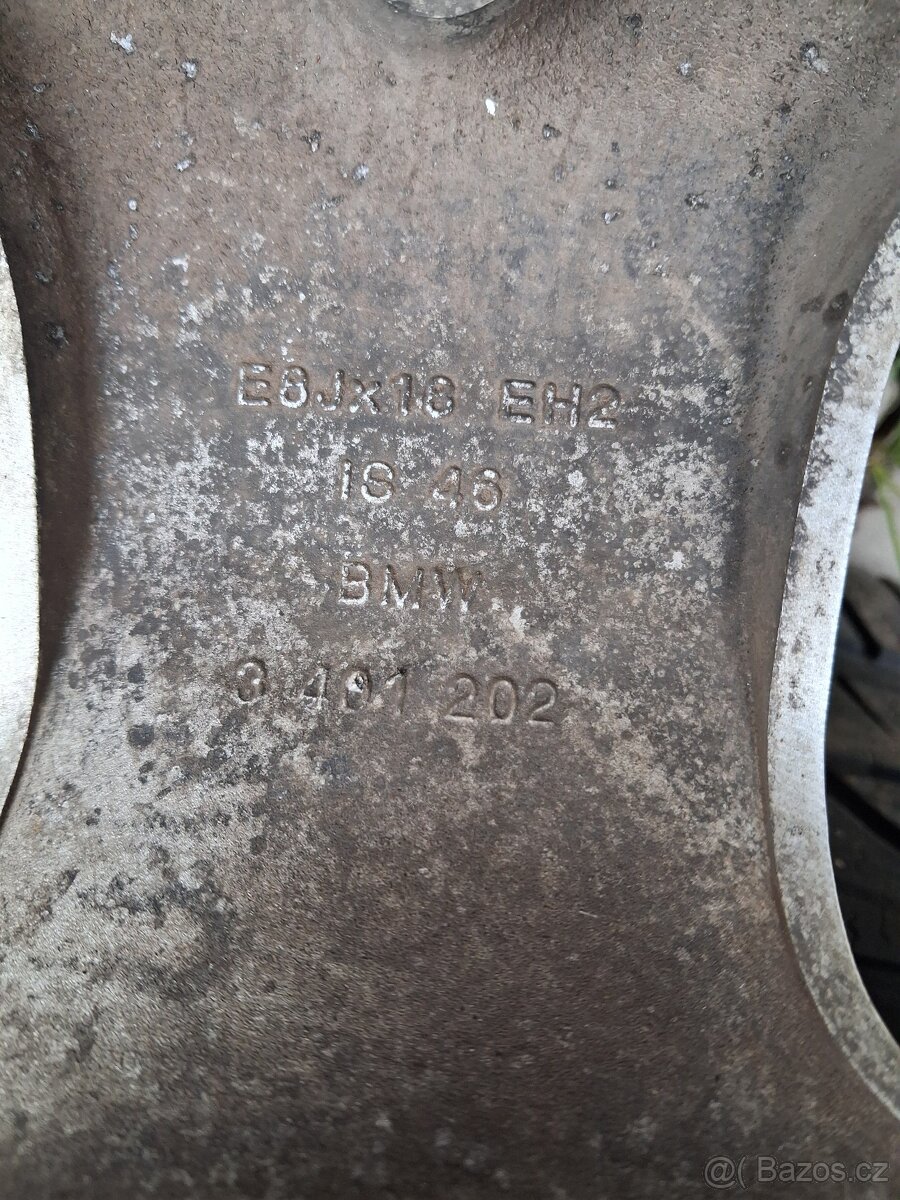 E8Jx18 EH2
IS 46
BMW
3 401 202
@( Bazos.cz